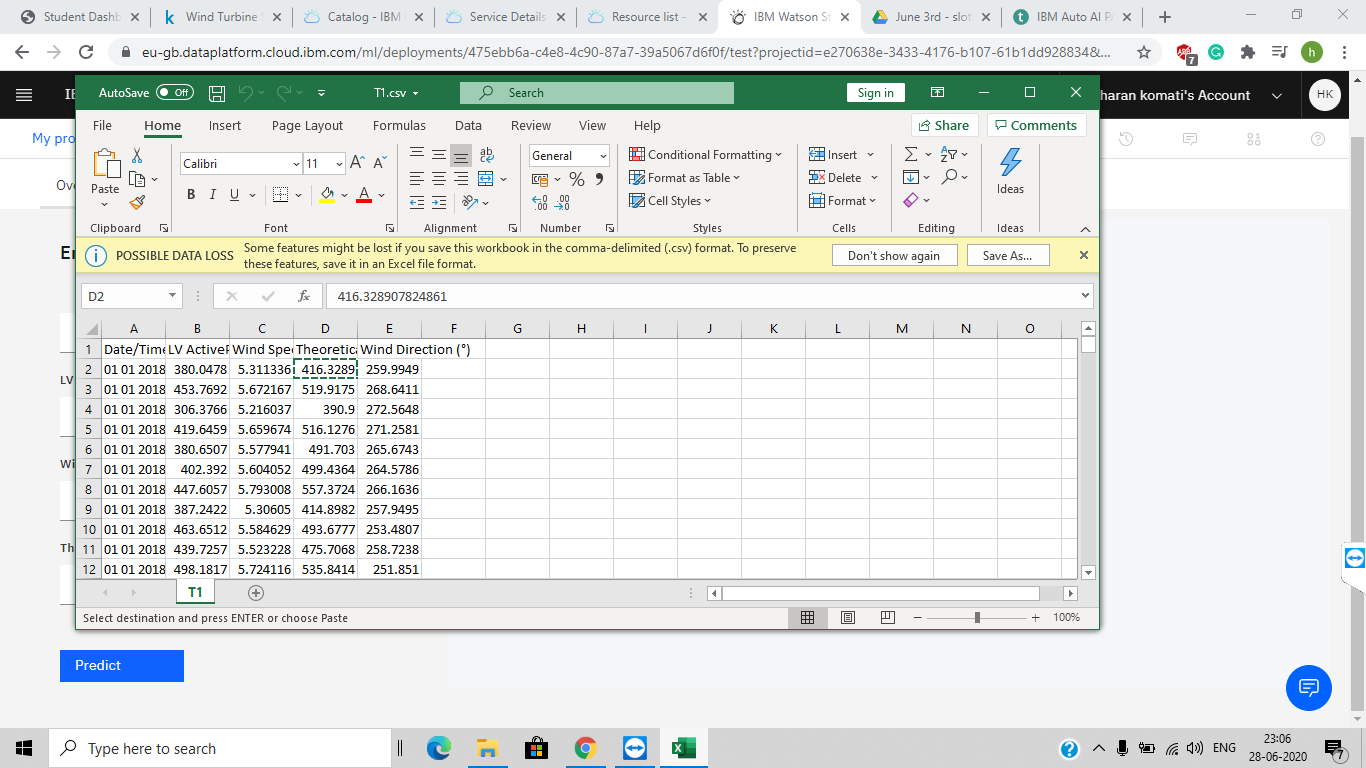 Student Dashb
Wind Turbine
Catalog - IBM
Service Details
Resource list -
IBM Watson St
June 3rd - slot
IBM Auto AI P
eu-gb.dataplatform.cloud.ibm.com/ml/deployments/475ebb6a-c4e8-4c90-87a7-39a5067d6f0f/test?projectid=e270638e-3433-4176-b107-61b1dd928834&...
7
h
haran komati's Account
HK
My pro
AutoSave Off
T1.csv
Search
Sign in
File Home Insert Page Layout Formulas Data Review View Help
Share
Comments
Paste
Clipboard
Calibri 11
B I U
Font
ab
Alignment
General
%
Number
Conditional Formatting
Format as Table
Cell Styles
Styles
Insert
Delete
Format
Cells
Editing
Ideas
Ideas
POSSIBLE DATA LOSS
Some features might be lost if you save this workbook in the comma-delimited (.csv) format. To preserve
these features, save it in an Excel file format.
Don't show again
Save As...
D2
fx
416.328907824861
A B C D E F G H I J K L M N O
1 Date/Time LV ActiveP Wind Spee Theoretica Wind Direction (°)
2 01 01 2018 380.0478 5.311336 416.3289 259.9949
3 01 01 2018 453.7692 5.672167 519.9175 268.6411
4 01 01 2018 306.3766 5.216037 390.9 272.5648
5 01 01 2018 419.6459 5.659674 516.1276 271.2581
6 01 01 2018 380.6507 5.577941 491.703 265.6743
7 01 01 2018 402.392 5.604052 499.4364 264.5786
8 01 01 2018 447.6057 5.793008 557.3724 266.1636
9 01 01 2018 387.2422 5.30605 414.8982 257.9495
10 01 01 2018 463.6512 5.584629 493.6777 253.4807
11 01 01 2018 439.7257 5.523228 475.7068 258.7238
12 01 01 2018 498.1817 5.724116 535.8414 251.851
T1
Select destination and press ENTER or choose Paste
100%
LV
Wi
Th
Predict
Type here to search
ENG
23:06
28-06-2020
7